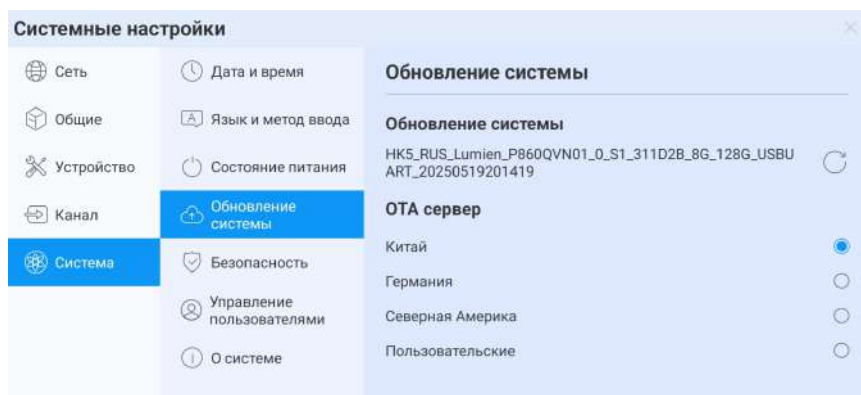 Системные настройки
Сеть
Общие
Устройство
Канал
Система
Дата и время
Язык и метод ввода
Состояние питания
Обновление
системы
Безопасность
Управление
пользователями
О системе
Обновление системы
Обновление системы
HK5_RUS_Lumien_P860QVN01_0_S1_311D2B_8G_128G_USBU
ART_20250519201419
ОТА сервер
Китай
Германия
Северная Америка
Пользовательские